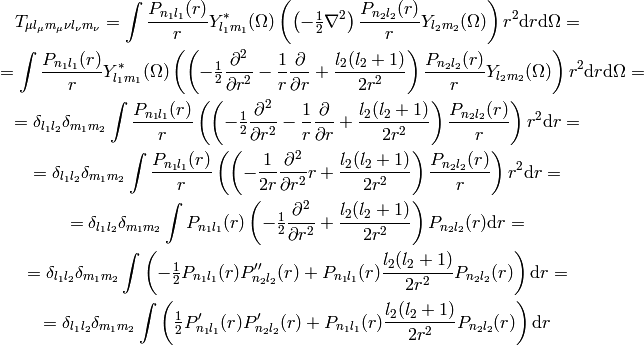 T_{\mu l_\mu m_\mu \nu l_\nu m_\nu} = \int \frac{P_{n_1 l_1}(r)}{r} Y^*_{l_1 m_1}(\Omega) \left( \left( -\frac{1}{2} \nabla^2 \right) \frac{P_{n_2 l_2}(r)}{r} Y_{l_2 m_2}(\Omega) \right) r^2 \mathrm{d}r \mathrm{d}\Omega =
= \int \frac{P_{n_1 l_1}(r)}{r} Y^*_{l_1 m_1}(\Omega) \left( \left( -\frac{1}{2} \frac{\partial^2}{\partial r^2} - \frac{1}{r} \frac{\partial}{\partial r} + \frac{l_2(l_2+1)}{2r^2} \right) \frac{P_{n_2 l_2}(r)}{r} Y_{l_2 m_2}(\Omega) \right) r^2 \mathrm{d}r \mathrm{d}\Omega =
= \delta_{l_1 l_2} \delta_{m_1 m_2} \int \frac{P_{n_1 l_1}(r)}{r} \left( \left( -\frac{1}{2} \frac{\partial^2}{\partial r^2} - \frac{1}{r} \frac{\partial}{\partial r} + \frac{l_2(l_2+1)}{2r^2} \right) \frac{P_{n_2 l_2}(r)}{r} \right) r^2 \mathrm{d}r =
= \delta_{l_1 l_2} \delta_{m_1 m_2} \int \frac{P_{n_1 l_1}(r)}{r} \left( \left( -\frac{1}{2r} \frac{\partial^2}{\partial r^2} r + \frac{l_2(l_2+1)}{2r^2} \right) \frac{P_{n_2 l_2}(r)}{r} \right) r^2 \mathrm{d}r =
= \delta_{l_1 l_2} \delta_{m_1 m_2} \int P_{n_1 l_1}(r) \left( -\frac{1}{2} \frac{\partial^2}{\partial r^2} + \frac{l_2(l_2+1)}{2r^2} \right) P_{n_2 l_2}(r) \mathrm{d}r =
= \delta_{l_1 l_2} \delta_{m_1 m_2} \int \left( -\frac{1}{2} P_{n_1 l_1}(r) P''_{n_2 l_2}(r) + P_{n_1 l_1}(r) \frac{l_2(l_2+1)}{2r^2} P_{n_2 l_2}(r) \right) \mathrm{d}r =
= \delta_{l_1 l_2} \delta_{m_1 m_2} \int \left( \frac{1}{2} P'_{n_1 l_1}(r) P'_{n_2 l_2}(r) + P_{n_1 l_1}(r) \frac{l_2(l_2+1)}{2r^2} P_{n_2 l_2}(r) \right) \mathrm{d}r